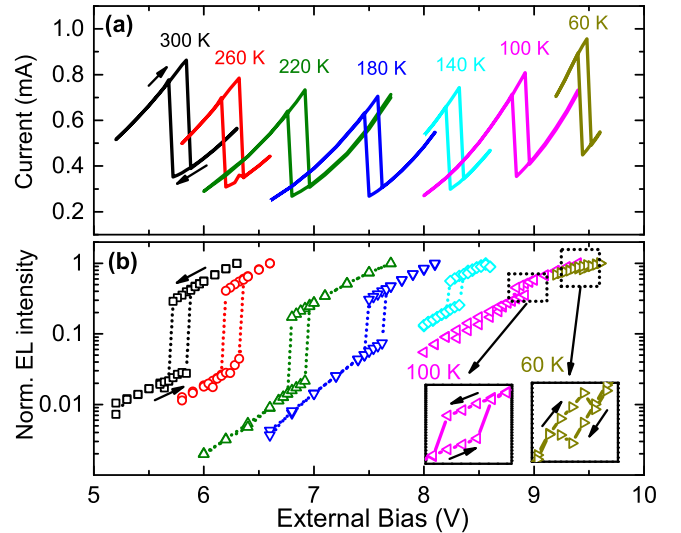 (a)
300 K
260 K
220 K
180 K
140 K
100 K
60 K
1.0
0.8
0.6
0.4
0.2
Current (mA)
(b)
1
0.1
0.01
Norm. EL intensity
100 K
60 K
5 6 7 8 9 10
External Bias (V)